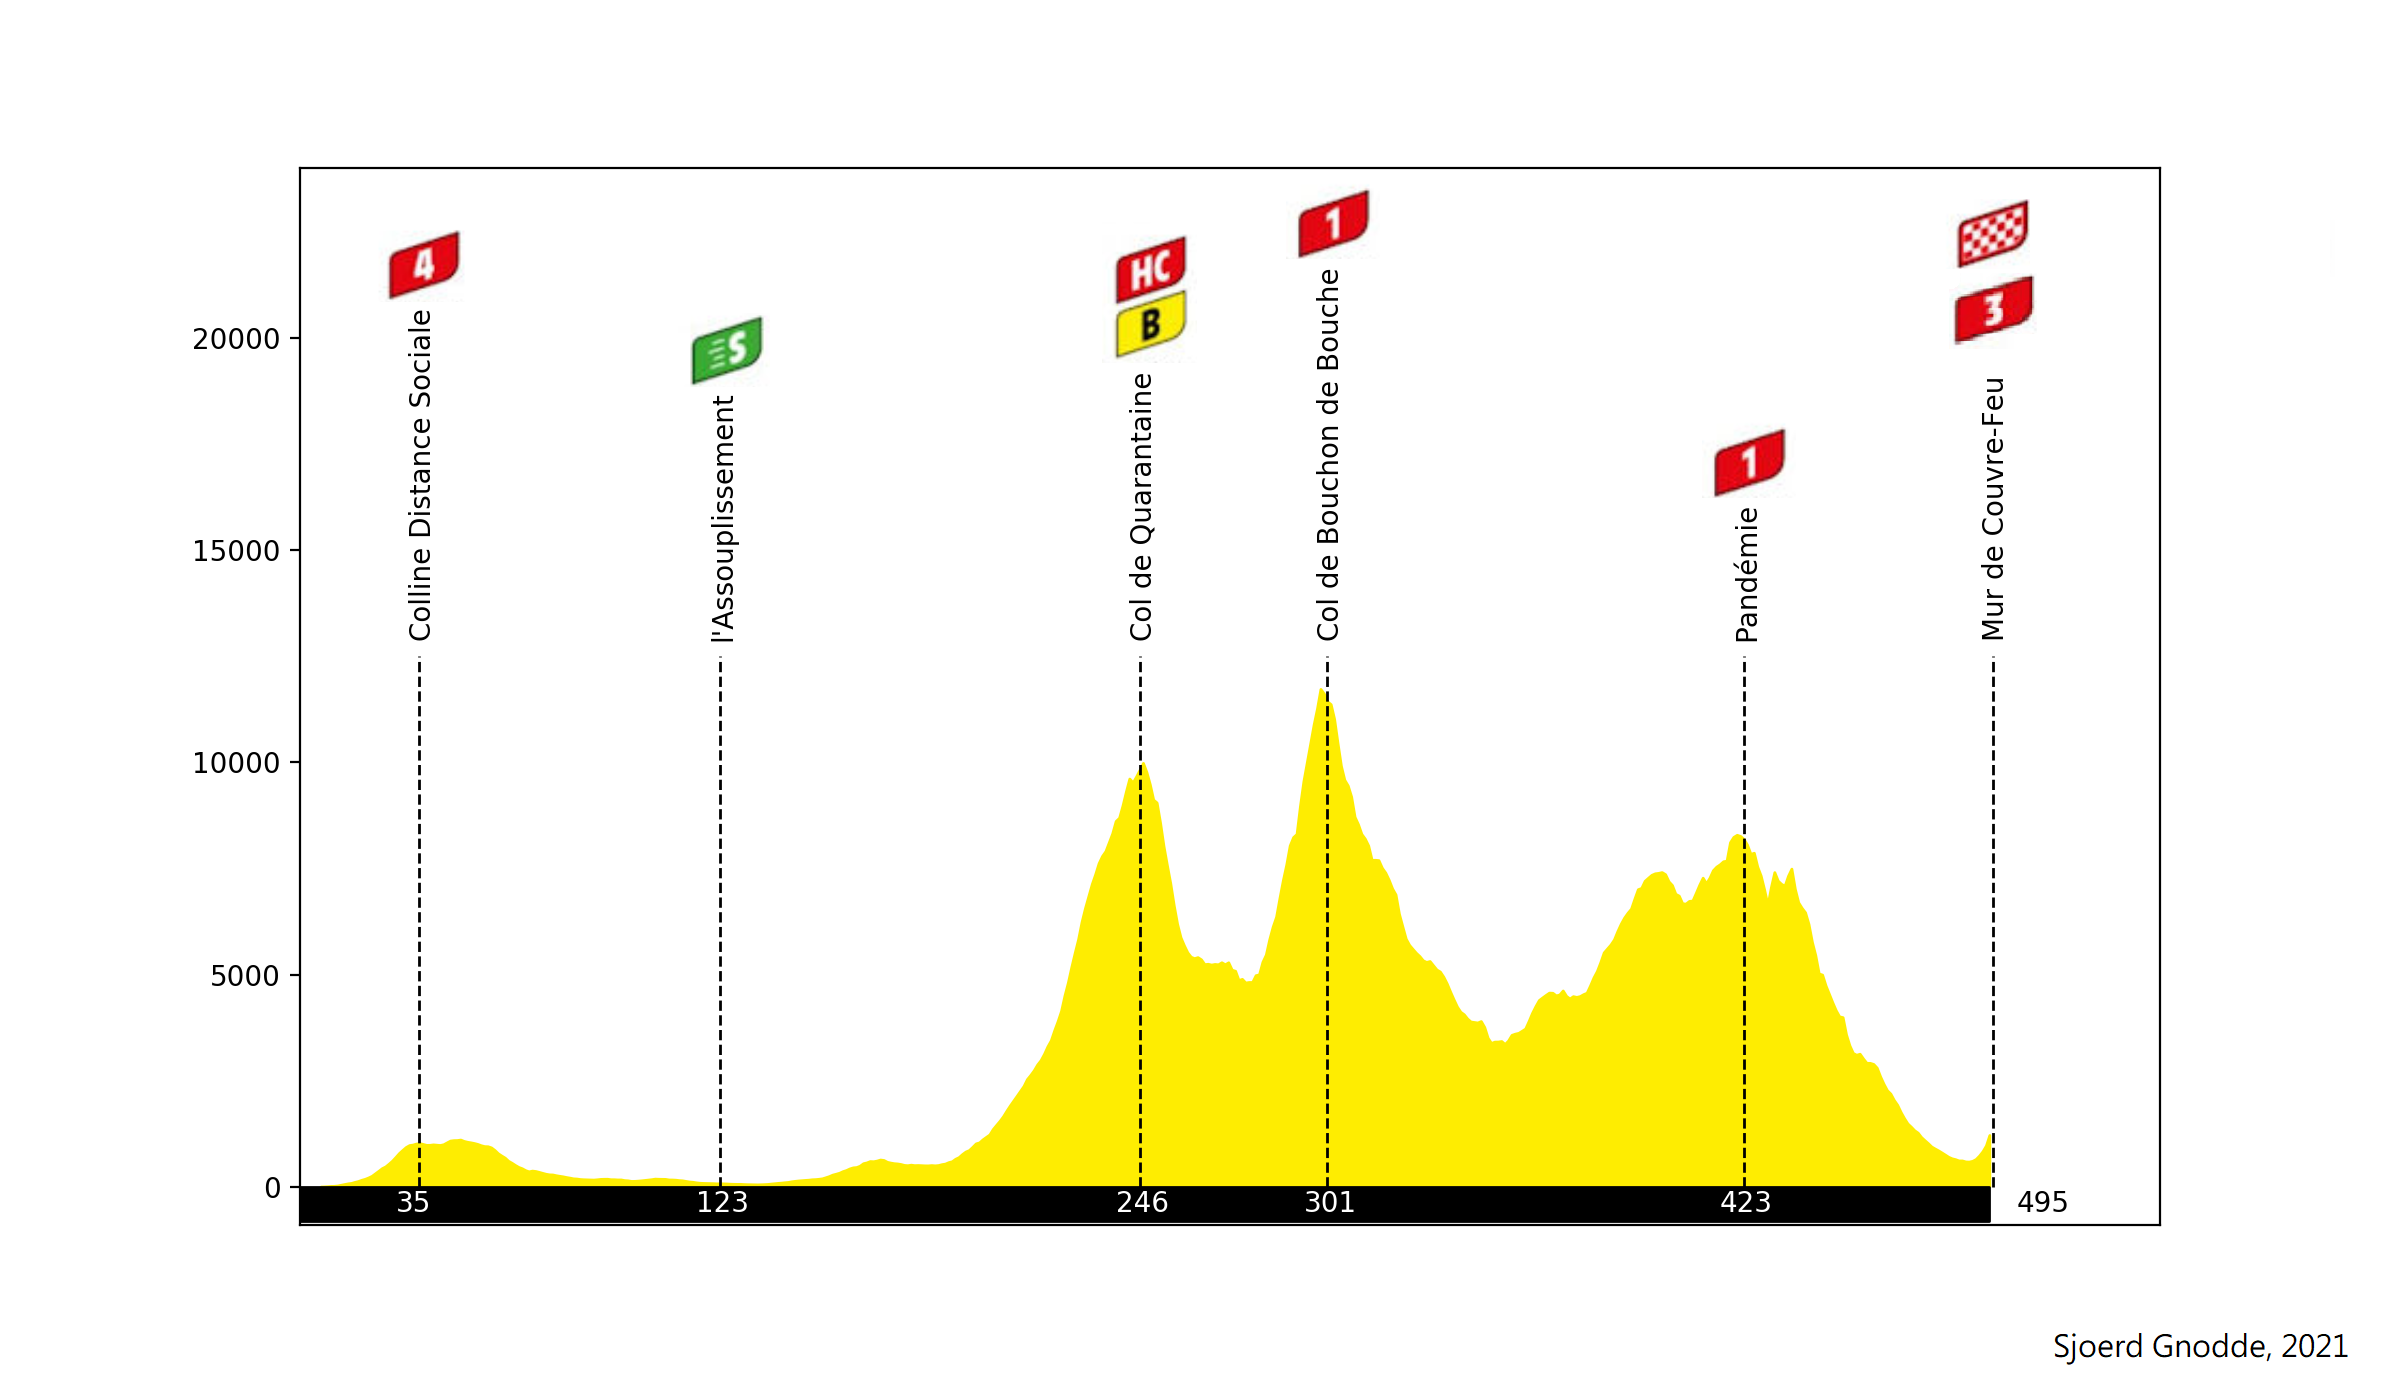 1
4
HC
3
S
B
1
Colline Distance Sociale
l'Assouplissement
Col de Quarantaine
Col de Bouchon de Bouche
Pandémie
Mur de Couvre-Feu
20000
15000
10000
5000
0
35
123
246
301
423
495
Sjoerd Gnodde, 2021